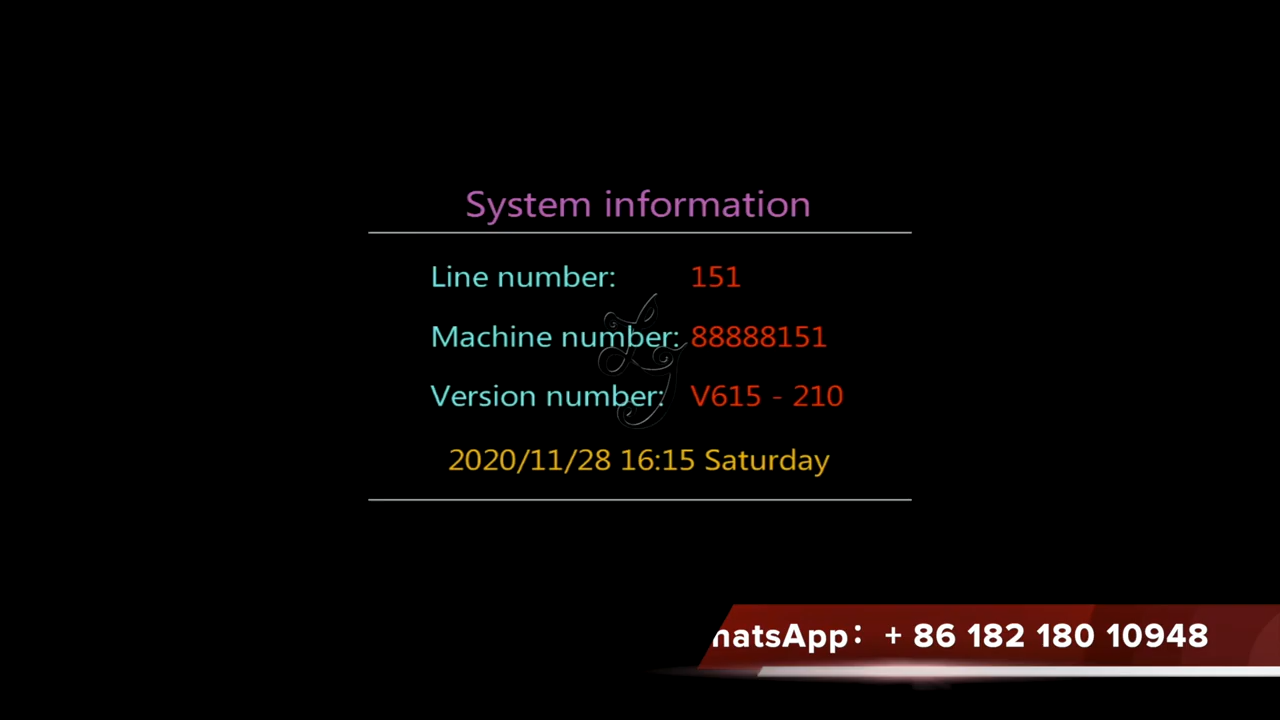 System information
Line number: 151
Machine number: 88888151
Version number: V615 - 210
2020/11/28 16:15 Saturday
hatsApp: + 86 182 180 10948